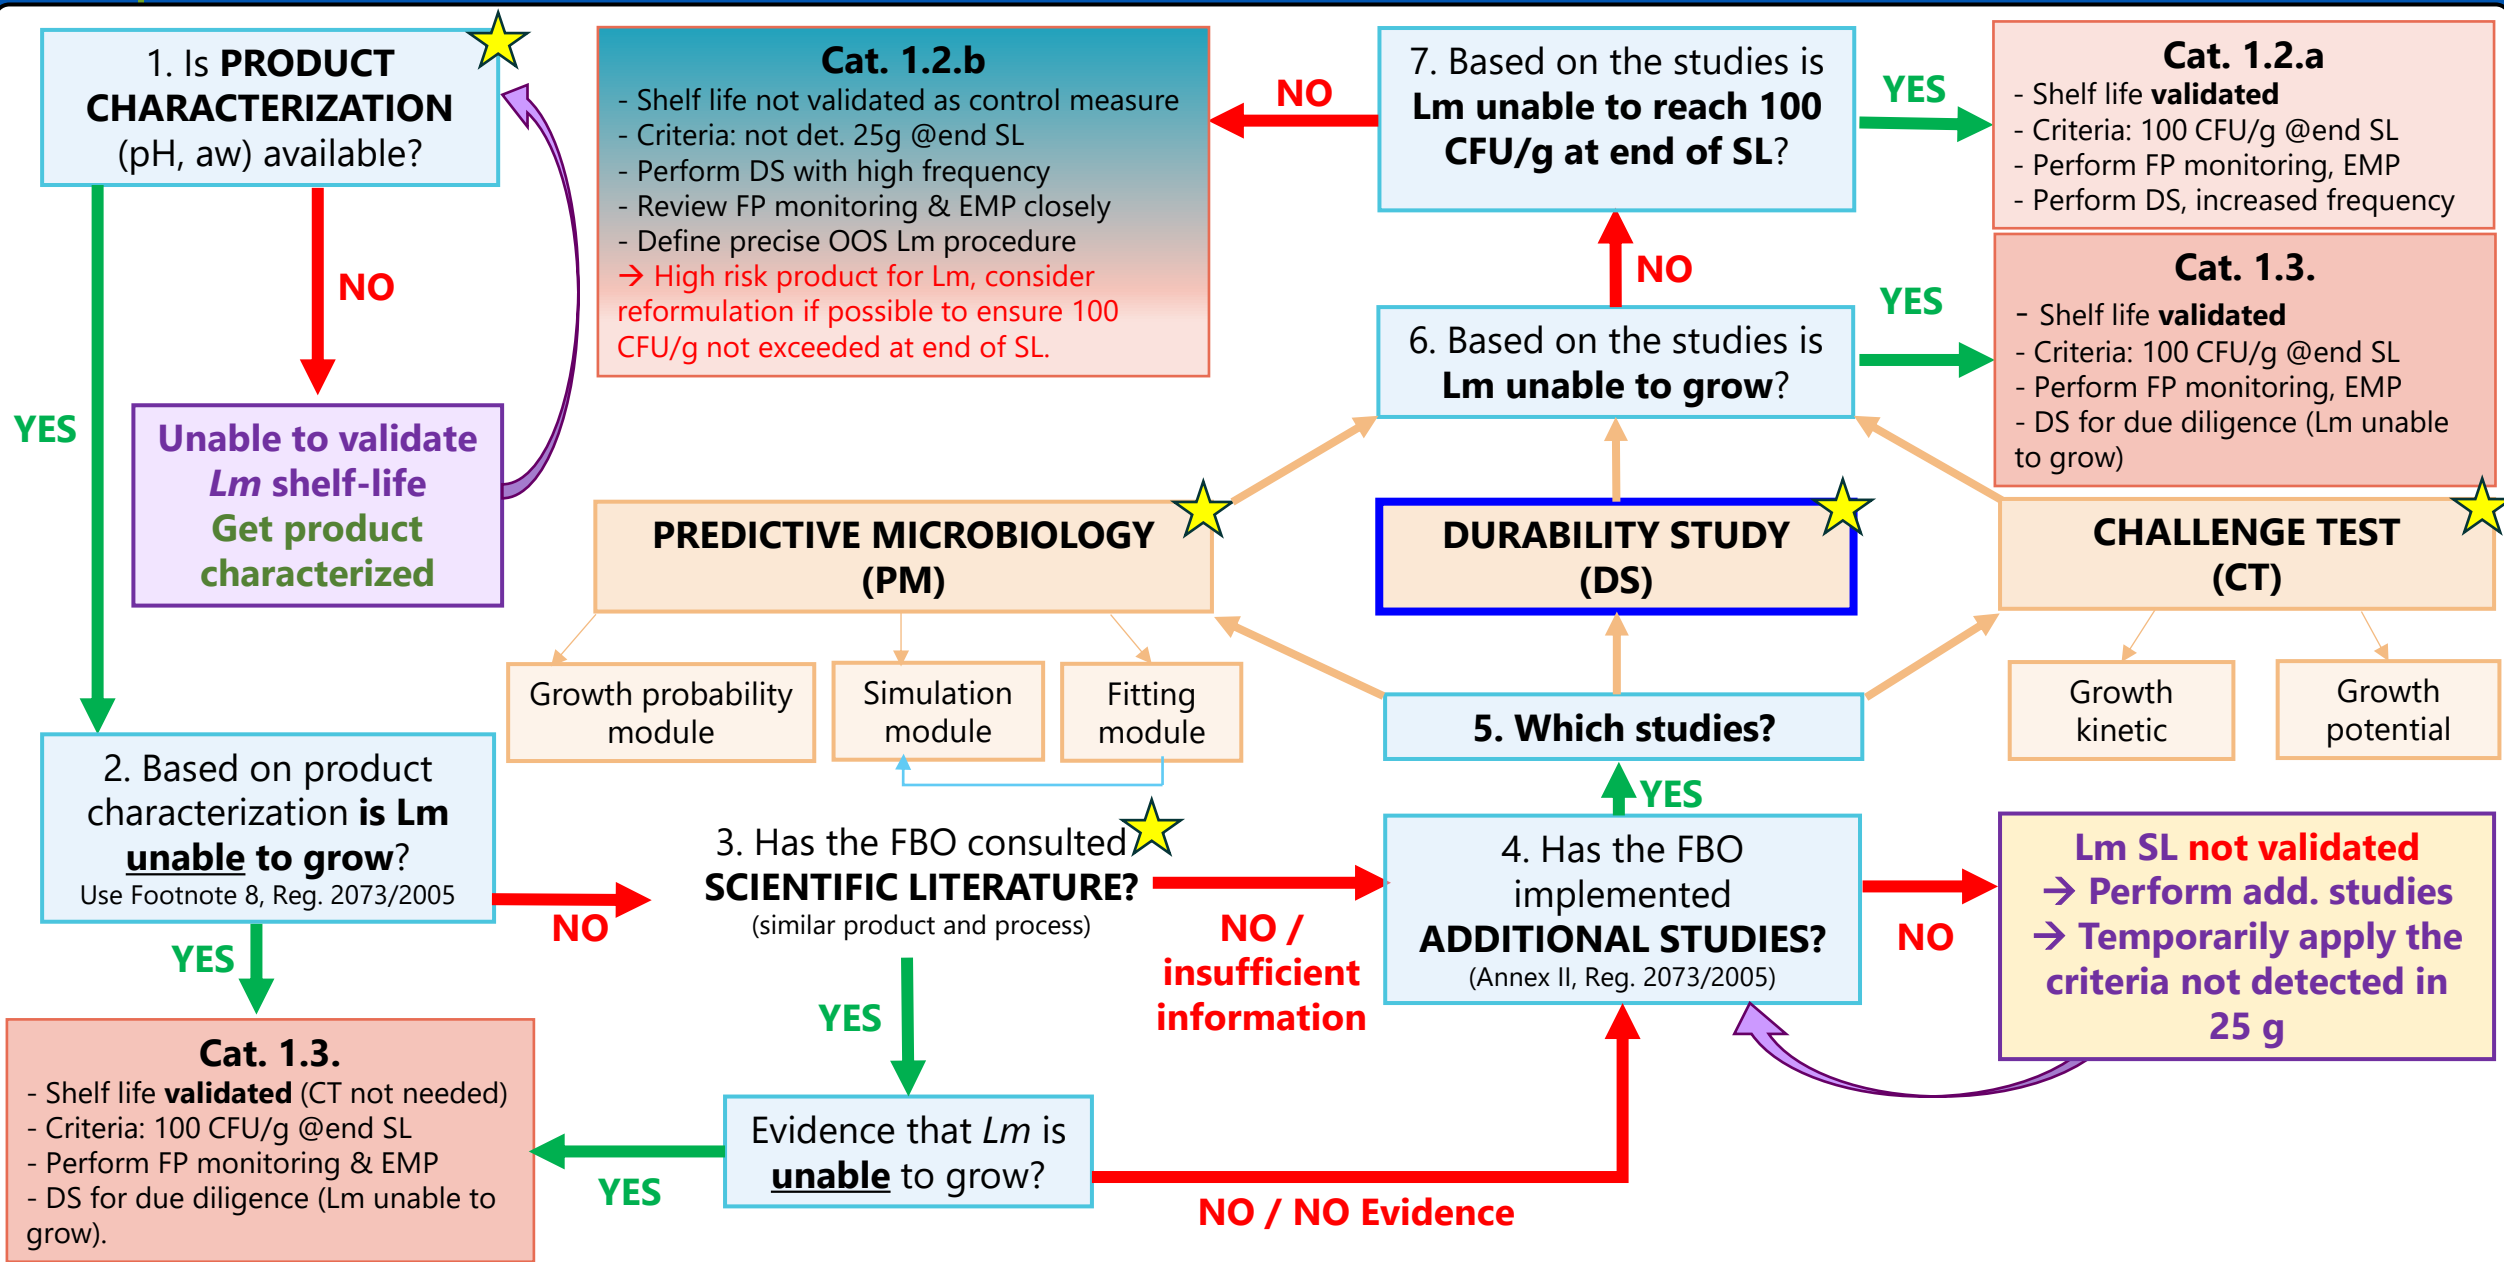 1. Is PRODUCT
CHARACTERIZATION
(pH, aw) available?
YES
NO
Unable to validate
Lm shelf-life
Get product
characterized
2. Based on product
characterization is Lm
unable to grow?
Use Footnote 8, Reg. 2073/2005
YES
NO
Cat. 1.3.
- Shelf life validated (CT not needed)
- Criteria: 100 CFU/g @end SL
- Perform FP monitoring & EMP
- DS for due diligence (Lm unable to
grow).
3. Has the FBO consulted
SCIENTIFIC LITERATURE?
(similar product and process)
YES
NO /
insufficient
information
Evidence that Lm is
unable to grow?
YES
NO / NO Evidence
4. Has the FBO
implemented
ADDITIONAL STUDIES?
(Annex II, Reg. 2073/2005)
YES
NO
Lm SL not validated
→ Perform add. studies
→ Temporarily apply the
criteria not detected in
25 g
5. Which studies?
PREDICTIVE MICROBIOLOGY
(PM)
Growth probability
module
Simulation
module
Fitting
module
DURABILITY STUDY
(DS)
CHALLENGE TEST
(CT)
Growth
kinetic
Growth
potential
6. Based on the studies is
Lm unable to grow?
YES
NO
Cat. 1.3.
- Shelf life validated
- Criteria: 100 CFU/g @end SL
- Perform FP monitoring, EMP
- DS for due diligence (Lm unable
to grow)
7. Based on the studies is
Lm unable to reach 100
CFU/g at end of SL?
YES
NO
Cat. 1.2.a
- Shelf life validated
- Criteria: 100 CFU/g @end SL
- Perform FP monitoring, EMP
- Perform DS, increased frequency
Cat. 1.2.b
- Shelf life not validated as control measure
- Criteria: not det. 25g @end SL
- Perform DS with high frequency
- Review FP monitoring & EMP closely
- Define precise OOS Lm procedure
→ High risk product for Lm, consider
reformulation if possible to ensure 100
CFU/g not exceeded at end of SL.